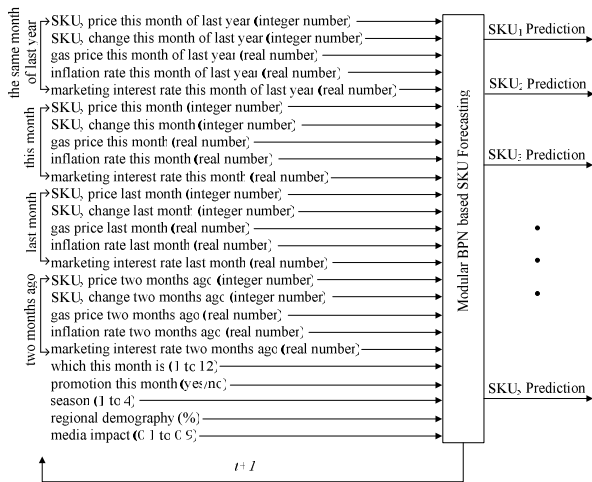 the same month of last year
SKU, price this month of last year (integer number)
SKU, change this month of last year (integer number)
gas price this month of last year (real number)
inflation rate this month of last year (real number)
marketing interest rate this month of last year (real number)
this month
SKU, price this month (integer number)
SKU, change this month (integer number)
gas price this month (real number)
inflation rate this month (real number)
marketing interest rate this month (real number)
last month
SKU, price last month (integer number)
SKU, change last month (integer number)
gas price last month (real number)
inflation rate last month (real number)
marketing interest rate last month (real number)
two months ago
SKU, price two months ago (integer number)
SKU, change two months ago (integer number)
gas price two months ago (real number)
inflation rate two months ago (real number)
marketing interest rate two months ago (real number)
which this month is (1 to 12)
promotion this month (yes/no)
season (1 to 4)
regional demography (%)
media impact (0.1 to 0.9)
Modular BPN based SKU Forecasting
SKU1 Prediction
SKU2 Prediction
SKU3 Prediction
SKU, Prediction
t+1